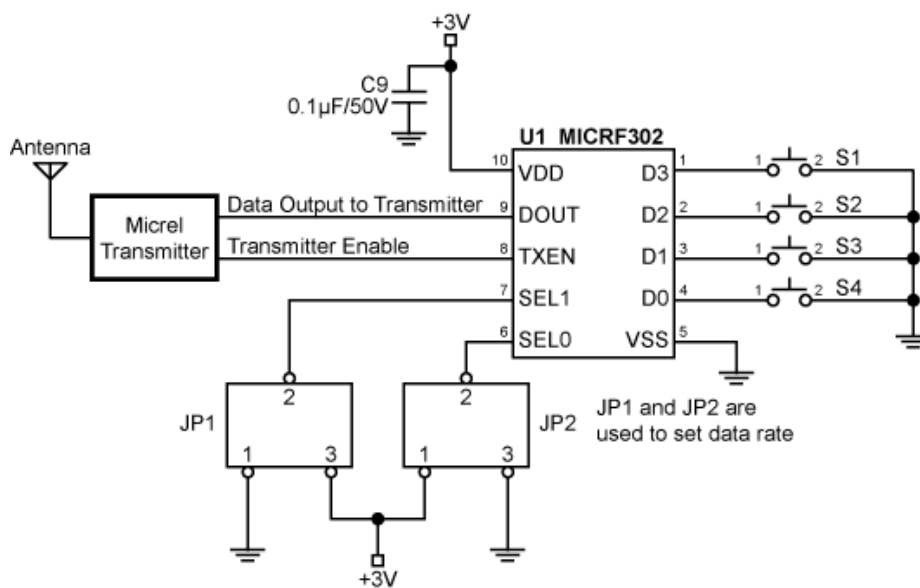 +3V
C9
0.1µF/50V
U1 MICRF302
Antenna
10 VDD D3 1 1 2 S1
Micrel
Transmitter
Data Output to Transmitter 9 DOUT D2 2 1 2 S2
Transmitter Enable 8 TXEN D1 3 1 2 S3
7 SEL1 D0 4 1 2 S4
6 SEL0 VSS 5
2 2
JP1 JP2
1 3 1 3
JP1 and JP2 are
used to set data rate
+3V